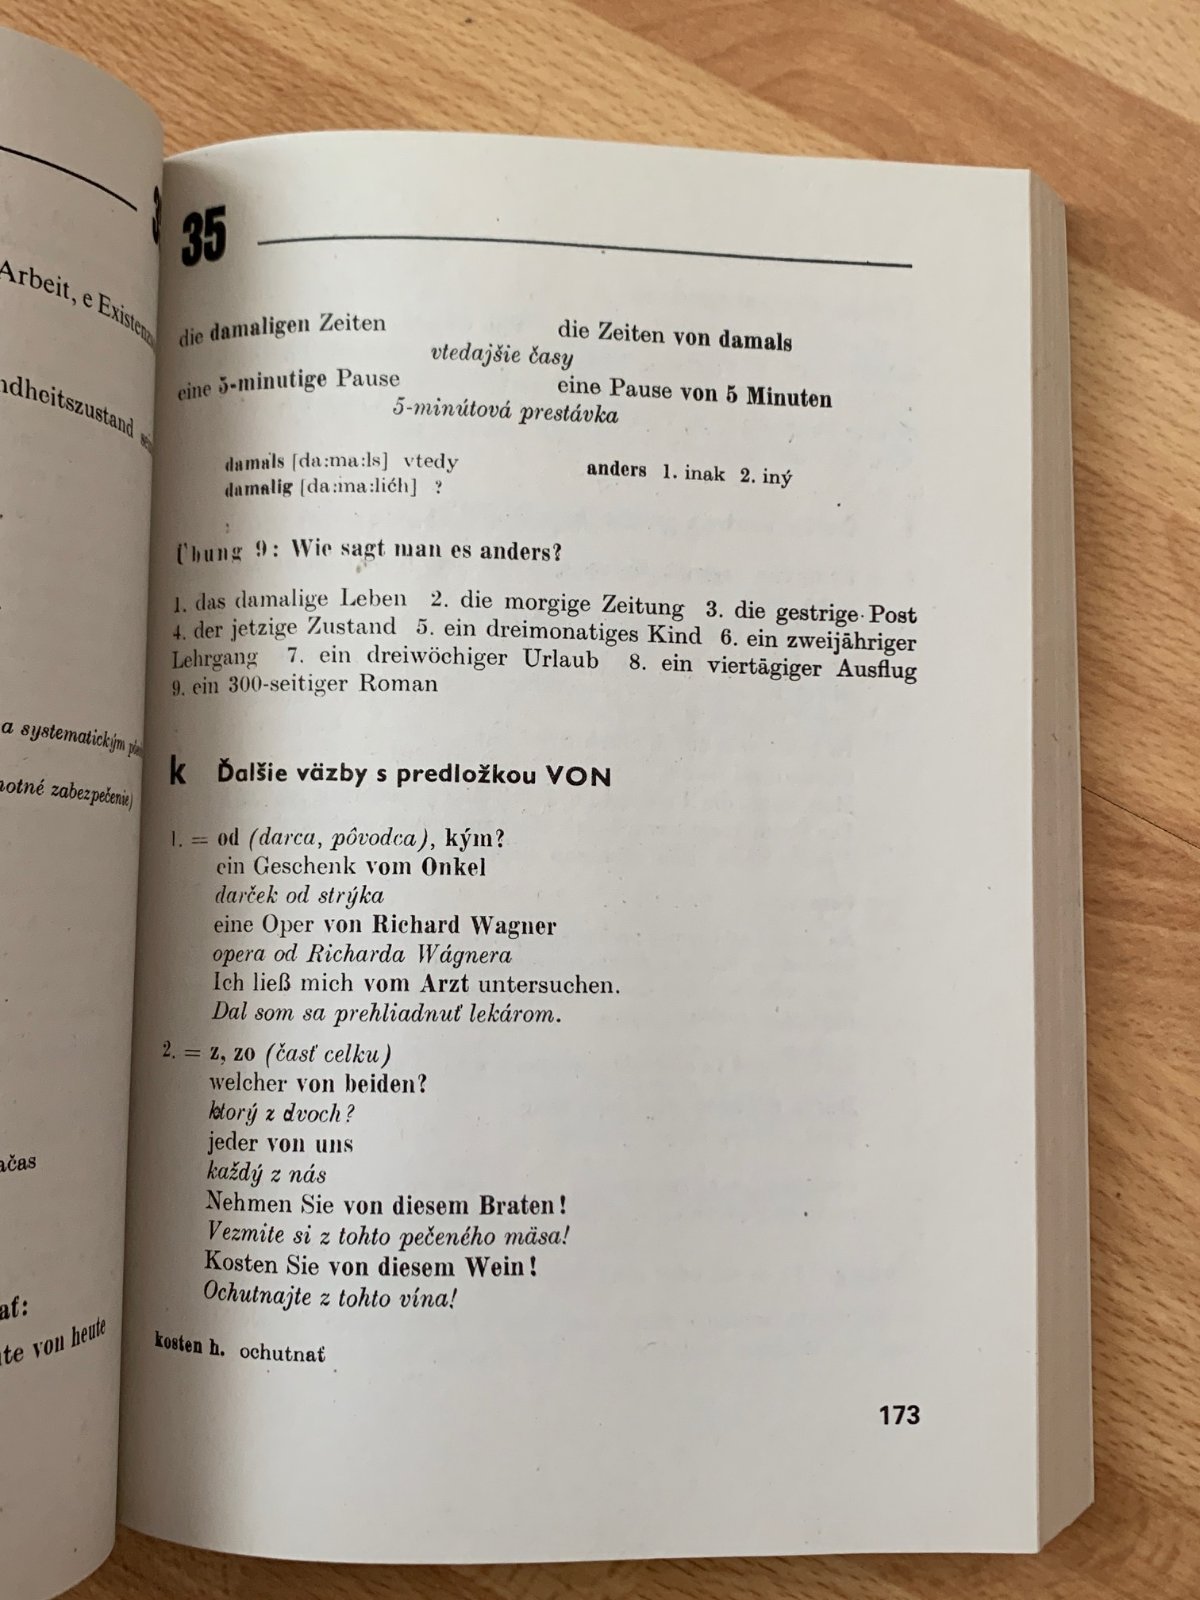 Arbeit, e
ndheitszustand
a systematickým
notné zabezpečenie)
ačas
ať:
te von heute
35
die damaligen Zeiten die Zeiten von damals
vtedajšie časy
eine 5-minutige Pause eine Pause von 5 Minuten
5-minútová prestávka
damals [da:ma:ls] vtedy anders 1. inak 2. iný
damalig [da:ma:lićh] ?
Übung 9: Wie sagt man es anders?
1. das damalige Leben 2. die morgige Zeitung 3. die gestrige Post
4. der jetzige Zustand 5. ein dreimonatiges Kind 6. ein zweijähriger
Lehrgang 7. ein dreiwöchiger Urlaub 8. ein viertägiger Ausflug
9. ein 300-seitiger Roman
k Ďalšie väzby s predložkou VON
1. = od (darca, pôvodca), kým?
ein Geschenk vom Onkel
darček od strýka
eine Oper von Richard Wagner
opera od Richarda Wágnera
Ich ließ mich vom Arzt untersuchen.
Dal som sa prehliadnuť lekárom.
2. = z, zo (časť celku)
welcher von beiden?
ktorý z dvoch?
jeder von uns
každý z nás
Nehmen Sie von diesem Braten!
Vezmite si z tohto pečeného mäsa!
Kosten Sie von diesem Wein!
Ochutnajte z tohto vína!
kosten h. ochutnať
173